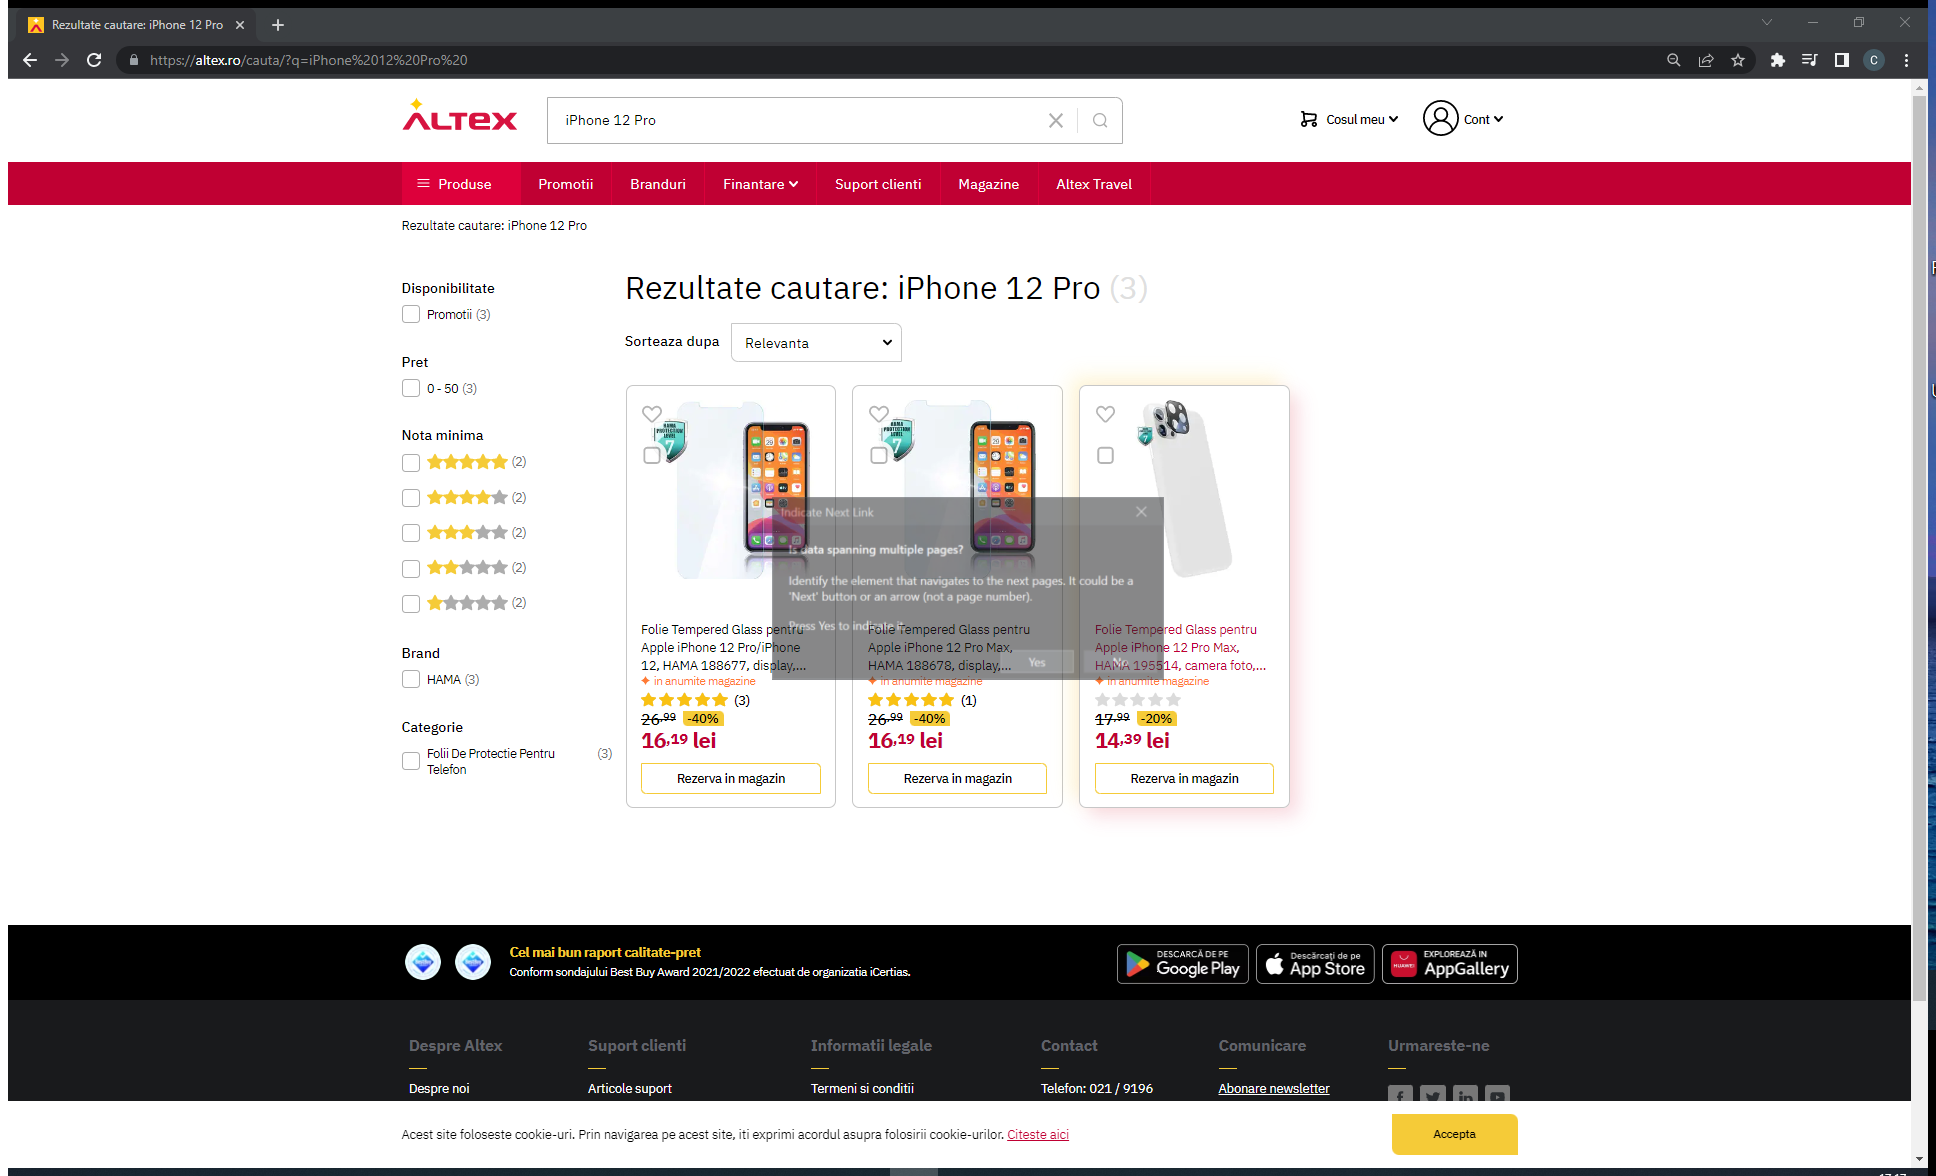 Rezultate cautare: iPhone 12 Pro
https://altex.ro/cauta/?q=iPhone%2012%20Pro%20
C
ALTEX
iPhone 12 Pro
Cosul meu
Cont
Produse
Promotii
Branduri
Finantare
Suport clienti
Magazine
Altex Travel
Rezultate cautare: iPhone 12 Pro
Disponibilitate
Promotii (3)
Pret
0 - 50 (3)
Nota minima
(2)
(2)
(2)
(2)
(2)
Brand
HAMA (3)
Categorie
Folii De Protectie Pentru (3)
Telefon
Rezultate cautare: iPhone 12 Pro (3)
Sorteaza dupa
Relevanta
HAMA
PROTECTION
LEVEL
7
Folie Tempered Glass pentru
Apple iPhone 12 Pro/iPhone
12, HAMA 188677, display,...
in anumite magazine
(3)
26,99 -40%
16,19 lei
Rezerva in magazin
HAMA
PROTECTION
LEVEL
7
Folie Tempered Glass pentru
Apple iPhone 12 Pro Max,
HAMA 188678, display,...
in anumite magazine
(1)
26,99 -40%
16,19 lei
Rezerva in magazin
7
Folie Tempered Glass pentru
Apple iPhone 12 Pro Max,
HAMA 195514, camera foto,...
in anumite magazine
17,99 -20%
14,39 lei
Rezerva in magazin
Indicate Next Link
Is data spanning multiple pages?
Identify the element that navigates to the next pages. It could be a
'Next' button or an arrow (not a page number).
Press Yes to indicate it.
Yes
No
Cel mai bun raport calitate-pret
Conform sondajului Best Buy Award 2021/2022 efectuat de organizatia iCertias.
DESCARCĂ DE PE
Google Play
Descărcați de pe
App Store
HUAWEI
EXPLOREAZĂ IN
AppGallery
Despre Altex
Despre noi
Suport clienti
Articole suport
Informatii legale
Termeni si conditii
Contact
Telefon: 021 / 9196
Comunicare
Abonare newsletter
Urmareste-ne
Acest site foloseste cookie-uri. Prin navigarea pe acest site, iti exprimi acordul asupra folosirii cookie-urilor. Citeste aici
Accepta